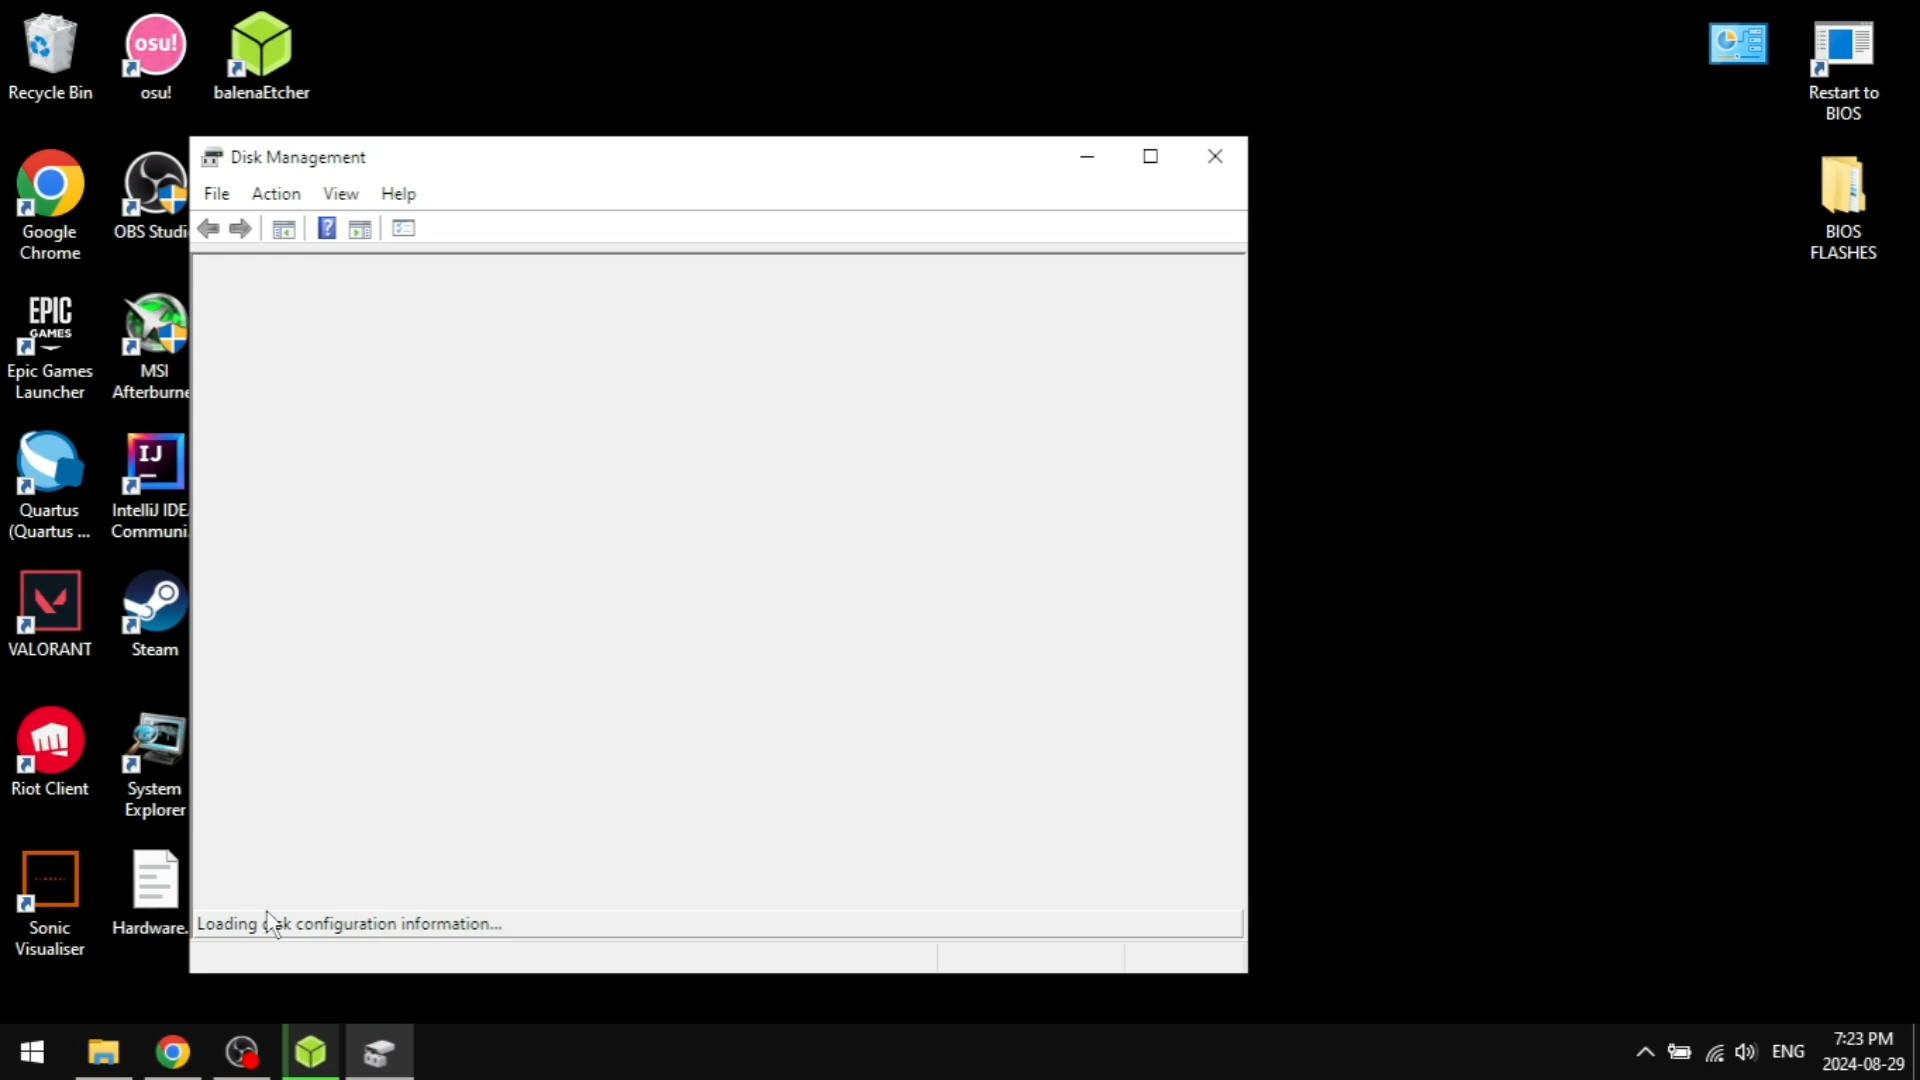 Recycle Bin
osu!
osu!
balenaEtcher
Restart to
BIOS
Disk Management
File Action View Help
Google
Chrome
OBS Studi
BIOS
FLASHES
EPIC
GAMES
Epic Games
Launcher
MSI
Afterburne
Quartus
(Quartus ...
IJ
IntelliJ IDE
Communi.
VALORANT
Steam
Riot Client
System
Explorer
Sonic
Visualiser
Hardware.
Loading disk configuration information...
ENG
7:23 PM
2024-08-29